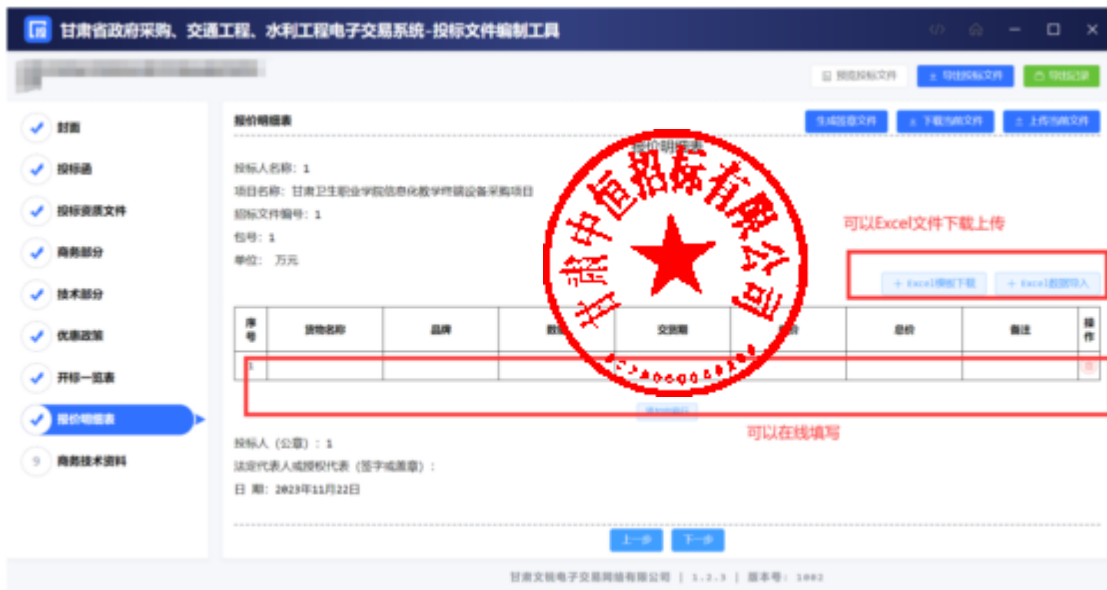 甘肃省政府采购、交通工程、水利工程电子交易系统-投标文件编制工具
预览投标文件
导出投标文件
导出记录
封面
投标函
投标资质文件
商务部分
技术部分
优惠政策
开标一览表
报价明细表
9 商务技术资料
报价明细表
生成签章文件
下载当前文件
上传当前文件
报价明细表
投标人名称：1
项目名称：甘肃卫生职业学院信息化教学终端设备采购项目
招标文件编号：1
包号：1
单位： 万元
可以Excel文件下载上传
+ Excel模板下载
+ Excel数据导入
序号 货物名称 品牌 数 交货期 价 总价 备注 操作
1
可以在线填写
投标人（公章）：1
法定代表人或授权代表（签字或盖章）：
日 期：2023年11月22日
上一步
下一步
甘肃文锐电子交易网络有限公司 | 1.2.3 | 版本号：1002
甘肃中恒招标有限公司